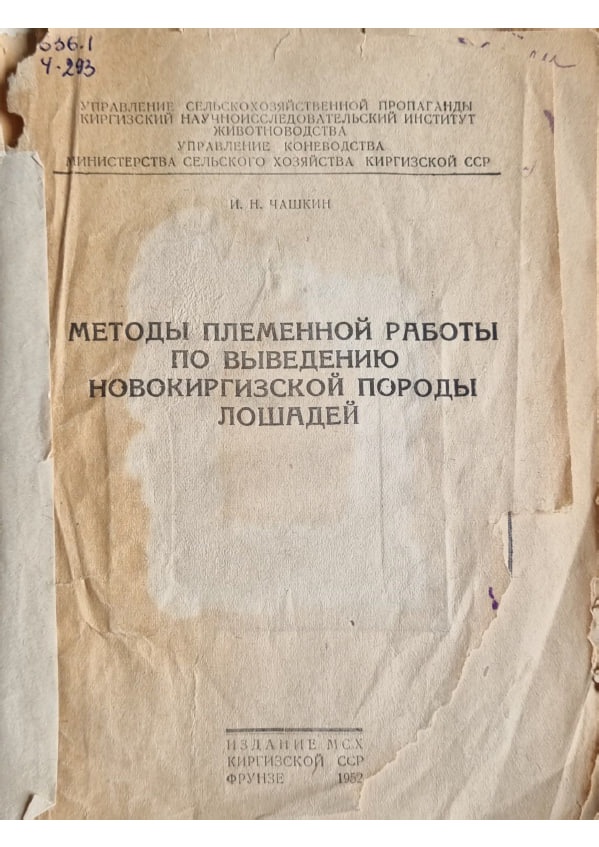 636.1
Ч-293
УПРАВЛЕНИЕ СЕЛЬСКОХОЗЯЙСТВЕННОЙ ПРОПАГАНДЫ
КИРГИЗСКИЙ НАУЧНОИССЛЕДОВАТЕЛЬСКИЙ ИНСТИТУТ
ЖИВОТНОВОДСТВА
УПРАВЛЕНИЕ КОНЕВОДСТВА
МИНИСТЕРСТВА СЕЛЬСКОГО ХОЗЯЙСТВА КИРГИЗСКОЙ ССР
И. Н. ЧАШКИН
МЕТОДЫ ПЛЕМЕННОЙ РАБОТЫ
ПО ВЫВЕДЕНИЮ
НОВОКИРГИЗСКОЙ ПОРОДЫ
ЛОШАДЕЙ
ИЗДАНИЕ МСХ
КИРГИЗСКОЙ ССР
ФРУНЗЕ 1952